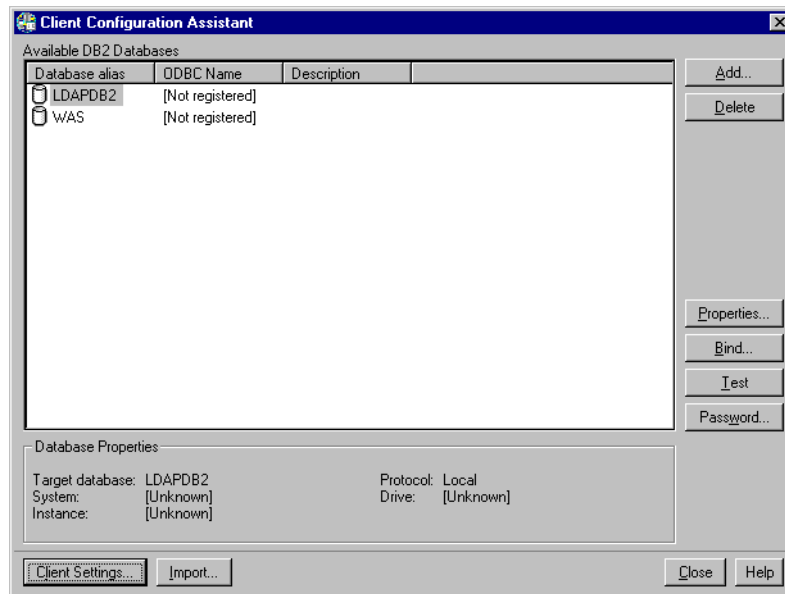 Client Configuration Assistant
Available DB2 Databases
Database alias ODBC Name Description
LDAPDB2 [Not registered]
WAS [Not registered]
Add...
Delete
Properties...
Bind...
Test
Password...
Database Properties
Target database: LDAPDB2 Protocol: Local
System: [Unknown] Drive: [Unknown]
Instance: [Unknown]
Client Settings... Import... Close Help